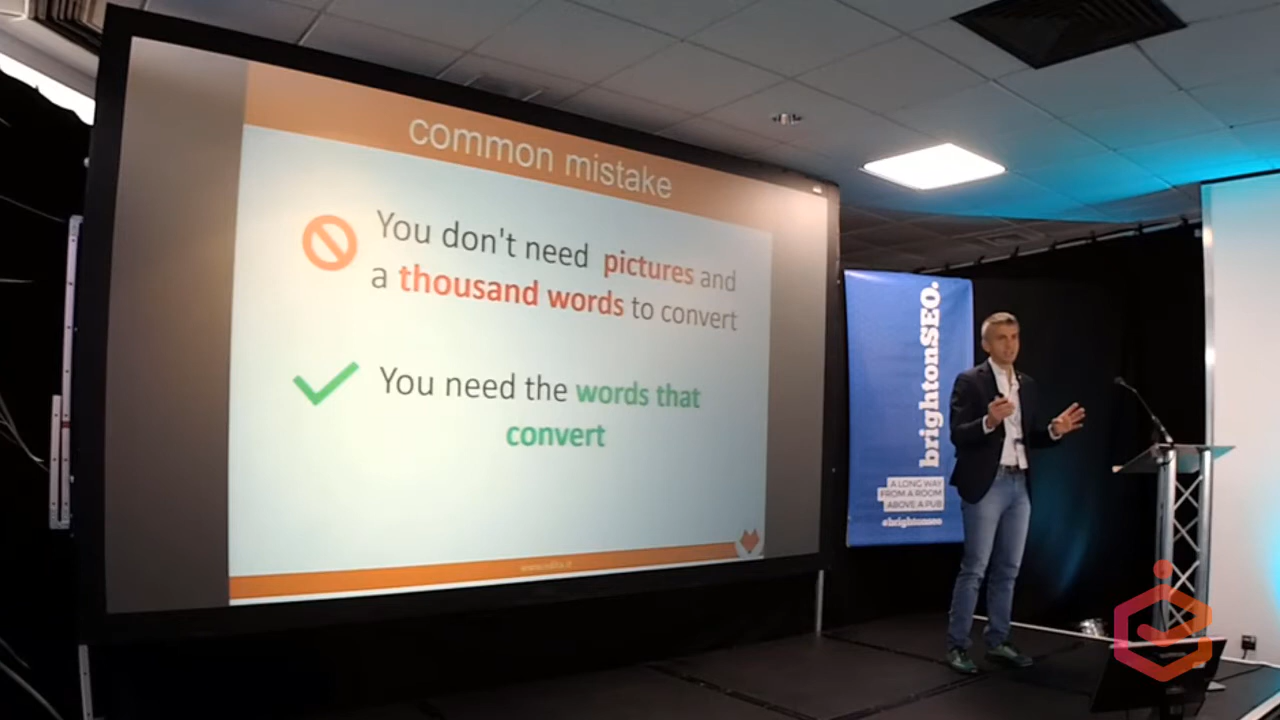 common mistake
You don't need pictures and
a thousand words to convert
You need the words that
convert
brightonSEO.
A LONG WAY
FROM A ROOM
ABOVE A PUB
#brightonseo